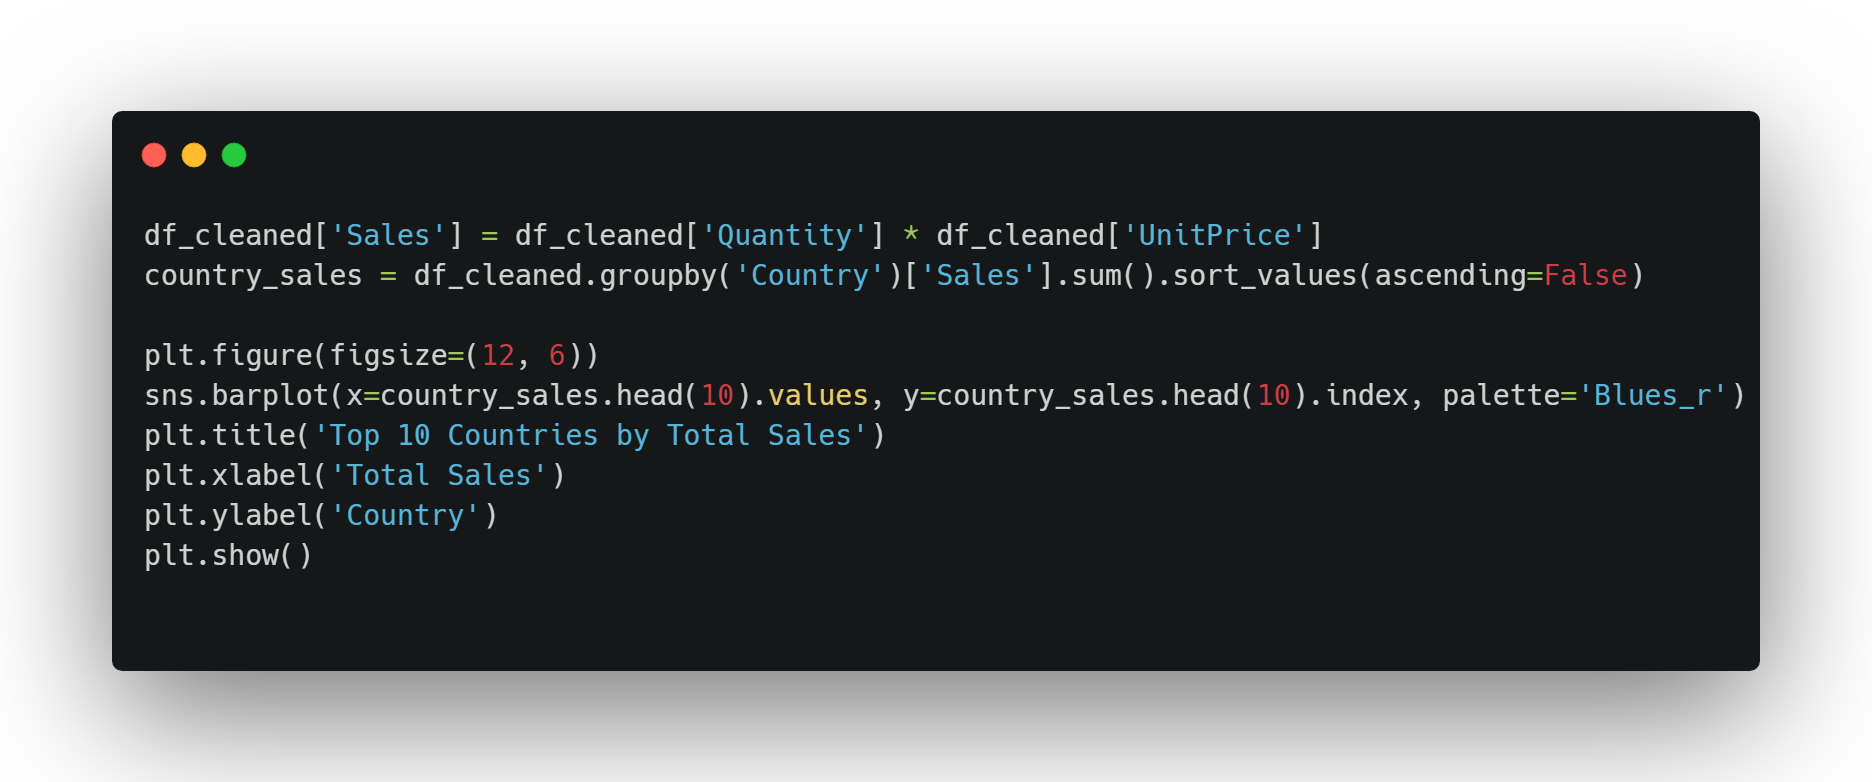 df_cleaned['Sales'] = df_cleaned['Quantity'] * df_cleaned['UnitPrice']
country_sales = df_cleaned.groupby('Country')['Sales'].sum().sort_values(ascending=False)
plt.figure(figsize=(12, 6))
sns.barplot(x=country_sales.head(10).values, y=country_sales.head(10).index, palette='Blues_r')
plt.title('Top 10 Countries by Total Sales')
plt.xlabel('Total Sales')
plt.ylabel('Country')
plt.show()